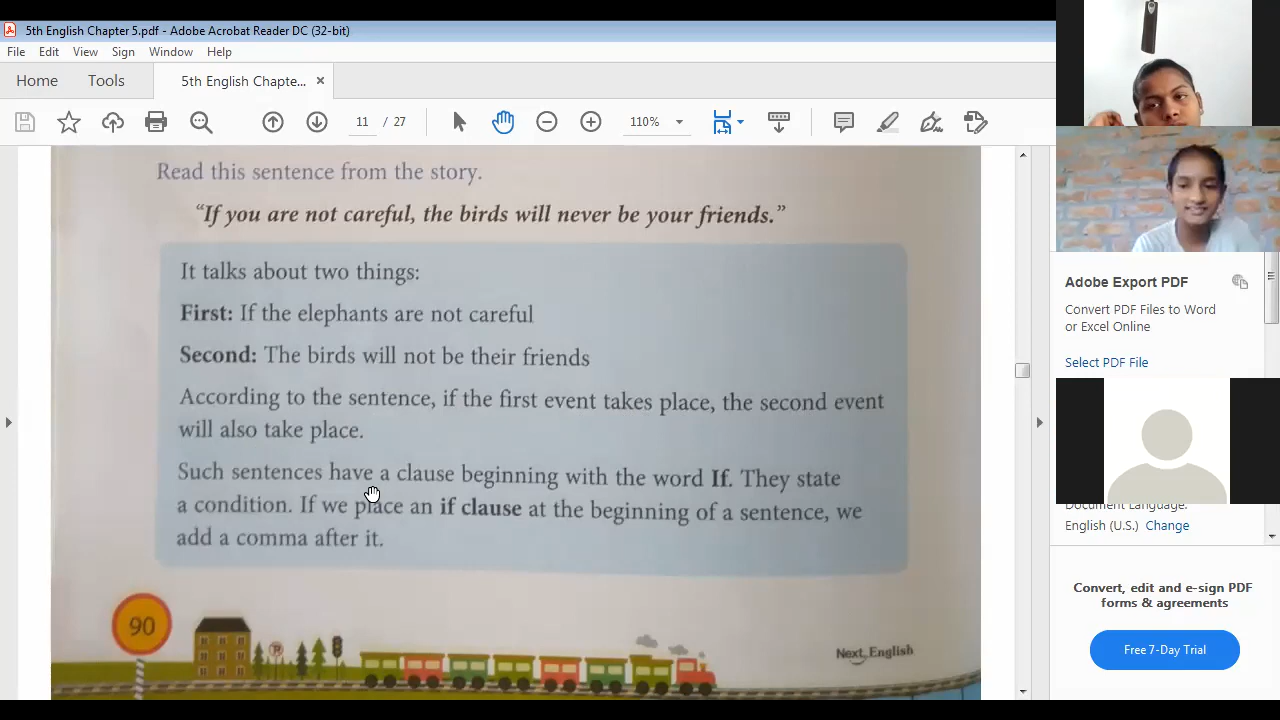 5th English Chapter 5.pdf - Adobe Acrobat Reader DC (32-bit)
File Edit View Sign Window Help
Home Tools 5th English Chapte... ×
11 / 27 110%
Read this sentence from the story.
“If you are not careful, the birds will never be your friends.”
It talks about two things:
First: If the elephants are not careful
Second: The birds will not be their friends
According to the sentence, if the first event takes place, the second event
will also take place.
Such sentences have a clause beginning with the word If. They state
a condition. If we place an if clause at the beginning of a sentence, we
add a comma after it.
90
Next English
Adobe Export PDF
Convert PDF Files to Word
or Excel Online
Select PDF File
Document Language:
English (U.S.) Change
Convert, edit and e-sign PDF
forms & agreements
Free 7-Day Trial